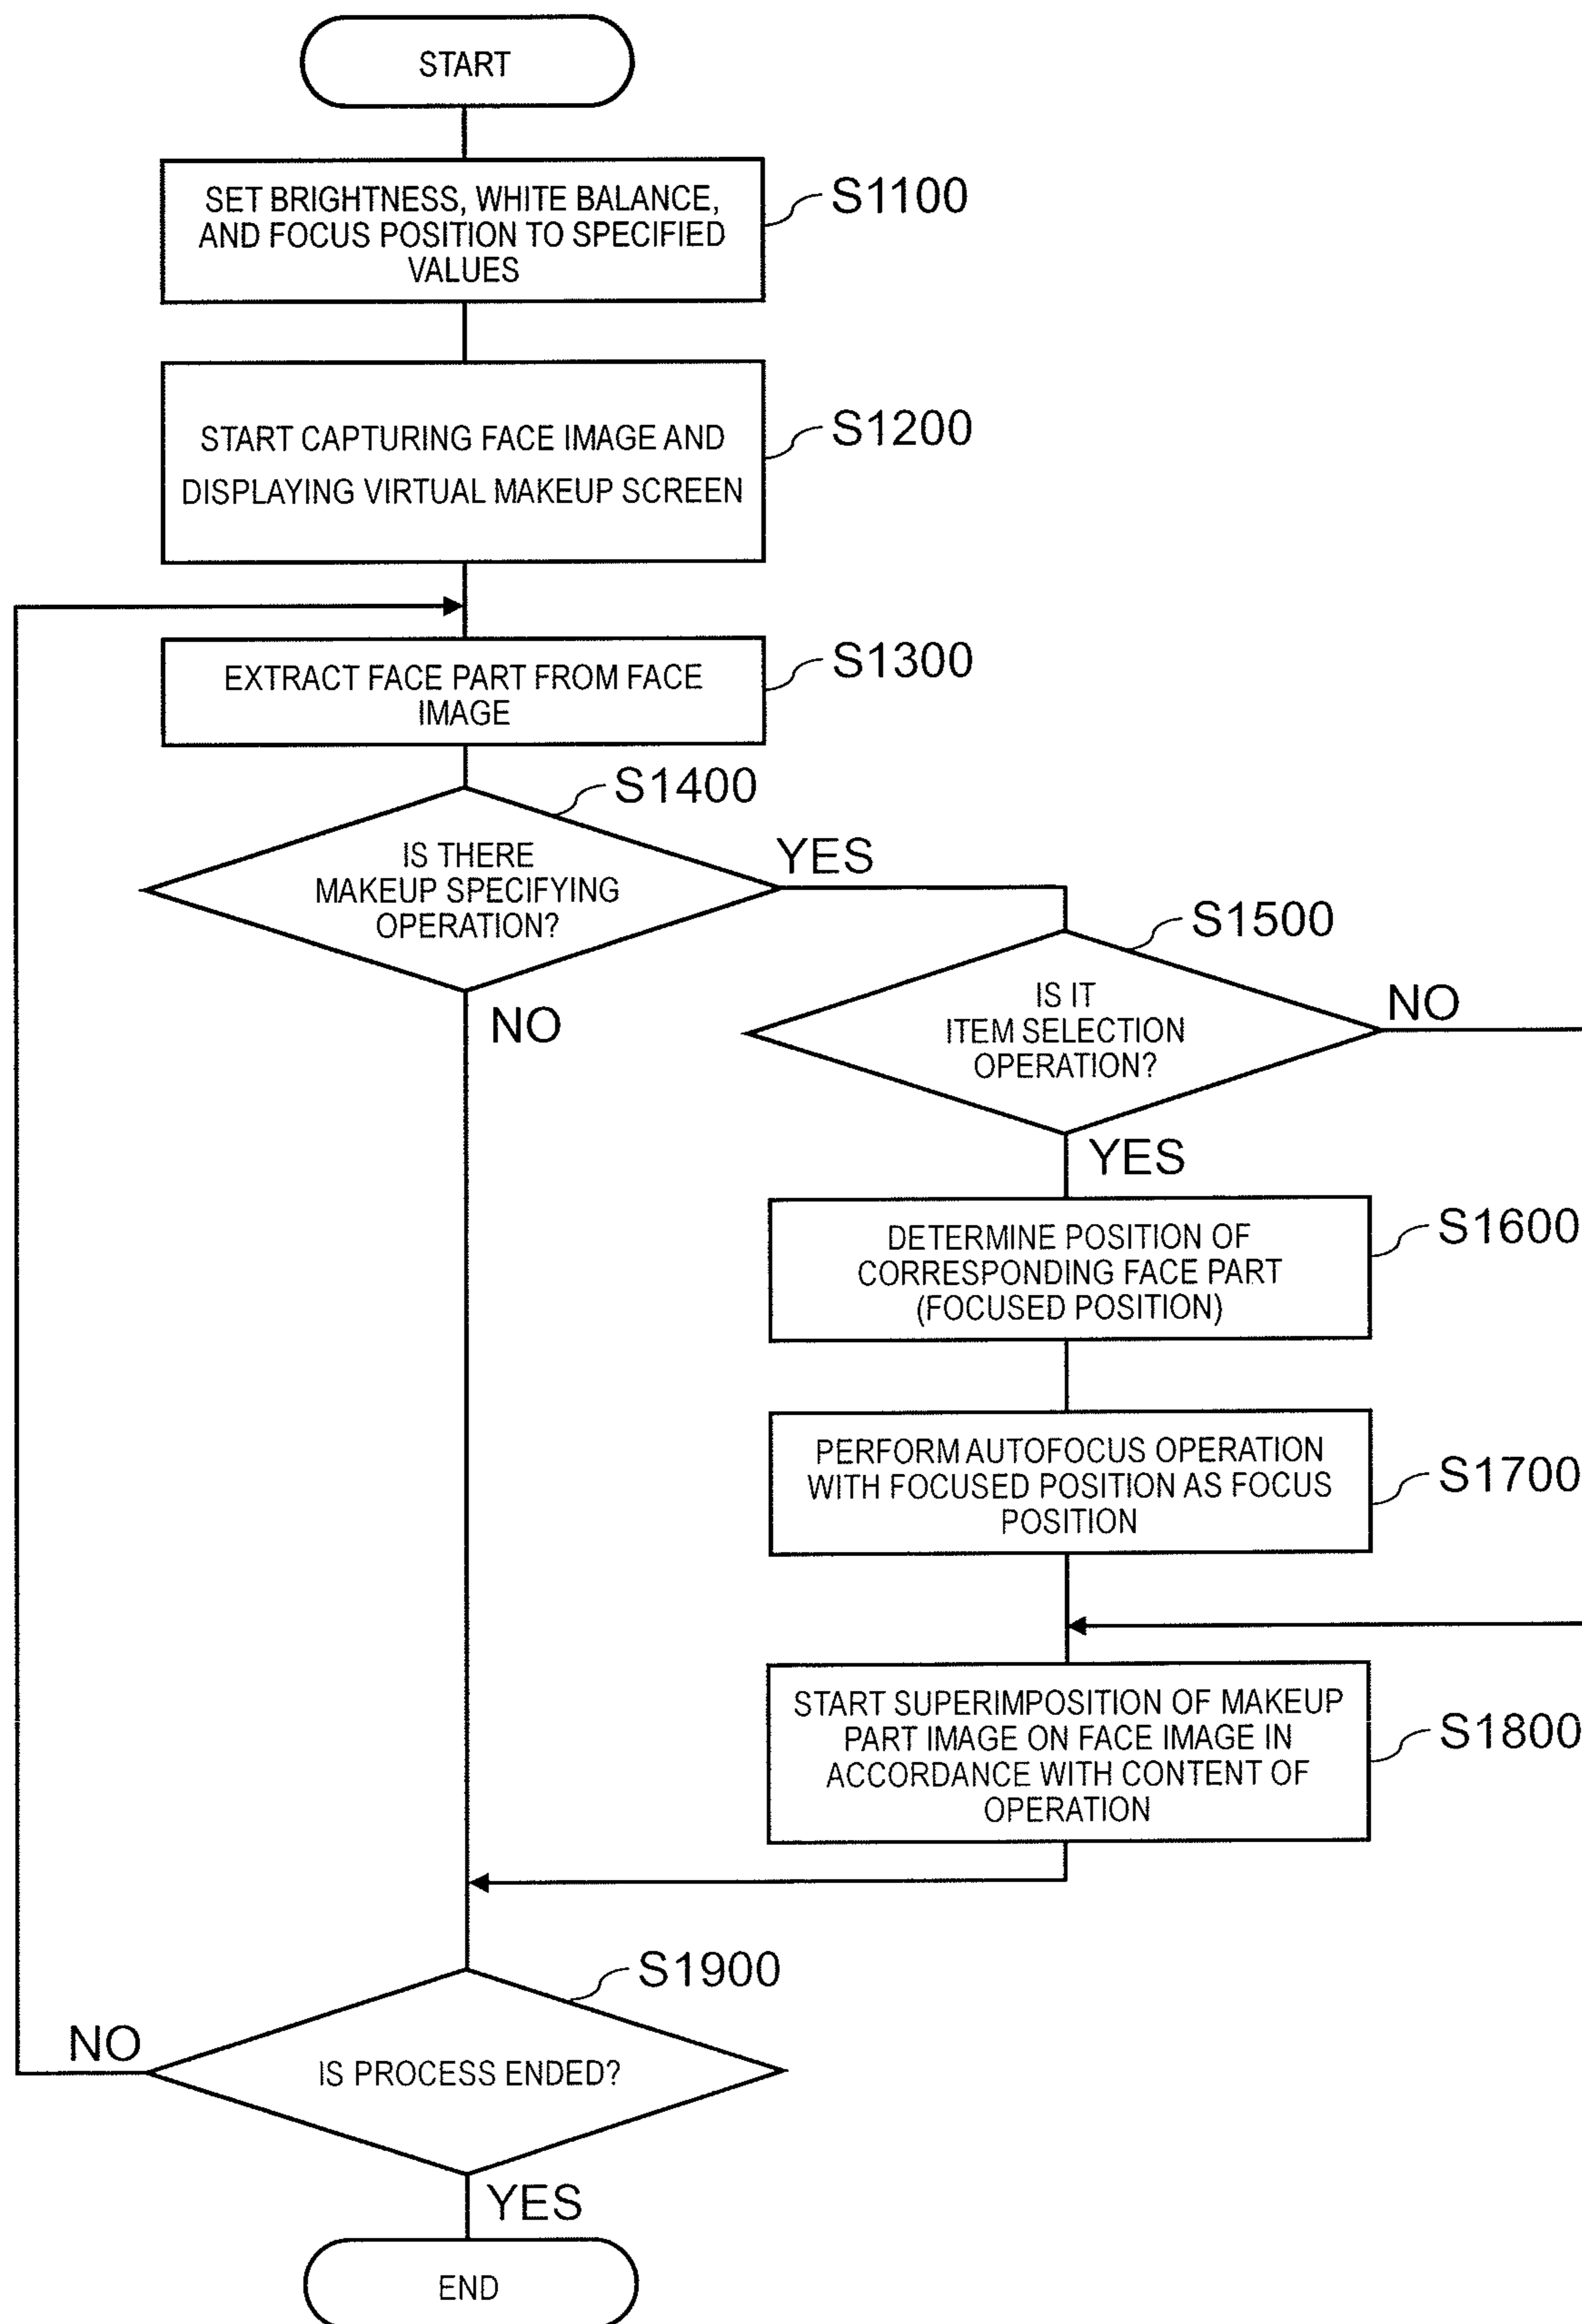 START
SET BRIGHTNESS, WHITE BALANCE,
AND FOCUS POSITION TO SPECIFIED
VALUES
S1100
START CAPTURING FACE IMAGE AND
DISPLAYING VIRTUAL MAKEUP SCREEN
S1200
EXTRACT FACE PART FROM FACE
IMAGE
S1300
S1400
IS THERE
MAKEUP SPECIFYING
OPERATION?
YES
NO
S1500
IS IT
ITEM SELECTION
OPERATION?
NO
YES
DETERMINE POSITION OF
CORRESPONDING FACE PART
(FOCUSED POSITION)
S1600
PERFORM AUTOFOCUS OPERATION
WITH FOCUSED POSITION AS FOCUS
POSITION
S1700
START SUPERIMPOSITION OF MAKEUP
PART IMAGE ON FACE IMAGE IN
ACCORDANCE WITH CONTENT OF
OPERATION
S1800
S1900
IS PROCESS ENDED?
NO
YES
END